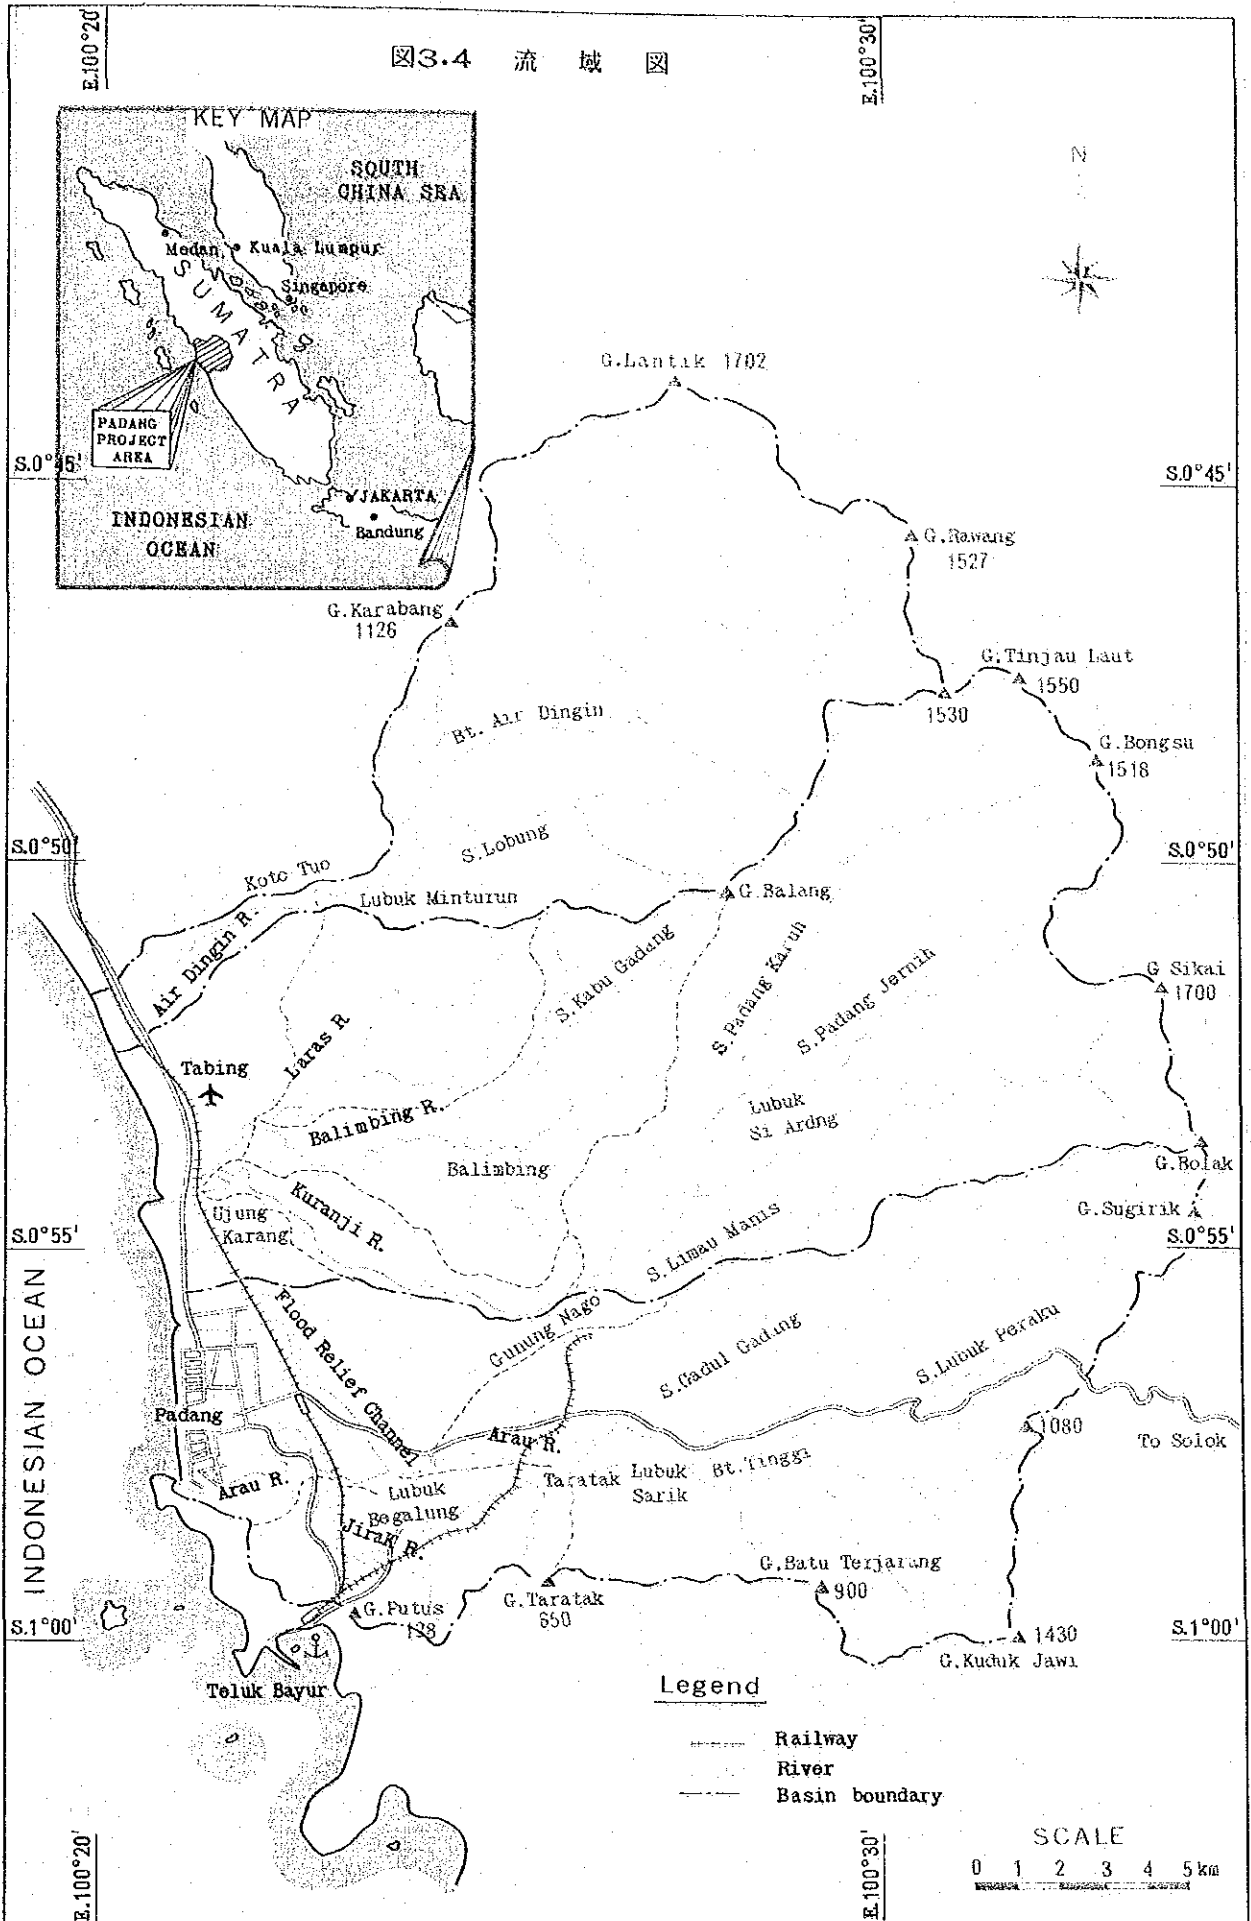 E.100°20'
E.100°30'
図3.4 流域図
KEY MAP
SOUTH
CHINA SEA
Medan
Kuala Lumpur
Singapore
SUMATRA
PADANG
PROJECT
AREA
JAKARTA
Bandung
INDONESIAN
OCEAN
N
S.0°45'
S.0°45'
G.Lantik 1702
G.Rawang
1527
G.Karabang
1126
G.Tinjau Laut
1550
1530
G.Bongsu
1518
Bt. Air Dingin
S.Lobung
S.0°50'
S.0°50'
Koto Tuo
Lubuk Minturun
G.Balang
Air Dingin R.
S.Kabu Gadang
S.Padang Karuh
S.Padang Jernih
G Sikai
1700
Laras R
Tabing
Balimbing R.
Lubuk
Si Ardng
Balimbing
G.Bolak
Kuranji R.
Ujung
Karang
G.Sugirik
S.0°55'
S.0°55'
S.Limau Manis
INDONESIAN OCEAN
Flood Relief Channel
Gunung Nago
S.Gadul Gadang
S.Lubuk Peraku
Padang
Arau R.
1080
To Solok
Arau R.
Lubuk
Begalung
Taratak
Lubuk
Sarik
Bt.Tinggi
Jirak R.
G.Batu Terjarang
900
G.Taratak
650
G.Putus
S.1°00'
S.1°00'
1430
G.Kuduk Jawi
Teluk Bayur
Legend
Railway
River
Basin boundary
SCALE
0 1 2 3 4 5 km
E.100°20'
E.100°30'